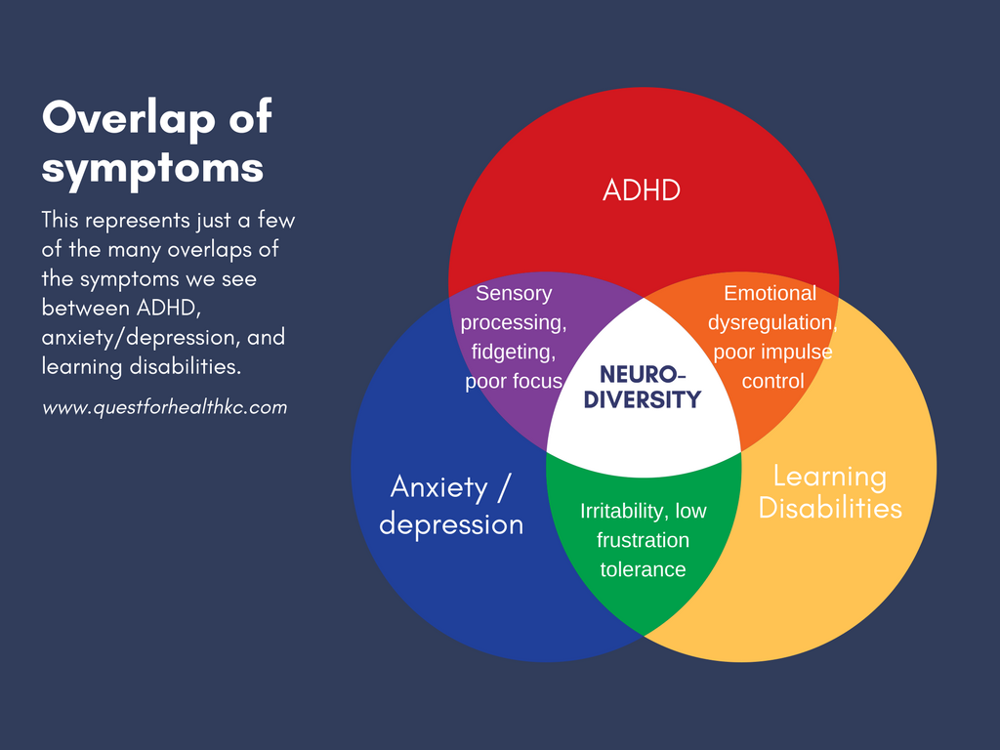 Overlap of
symptoms
This represents just a few
of the many overlaps of
the symptoms we see
between ADHD,
anxiety/depression, and
learning disabilities.
www.questforhealthkc.com
ADHD
Sensory
processing,
fidgeting,
poor focus
Emotional
dysregulation,
poor impulse
control
NEURO-
DIVERSITY
Anxiety /
depression
Learning
Disabilities
Irritability, low
frustration
tolerance